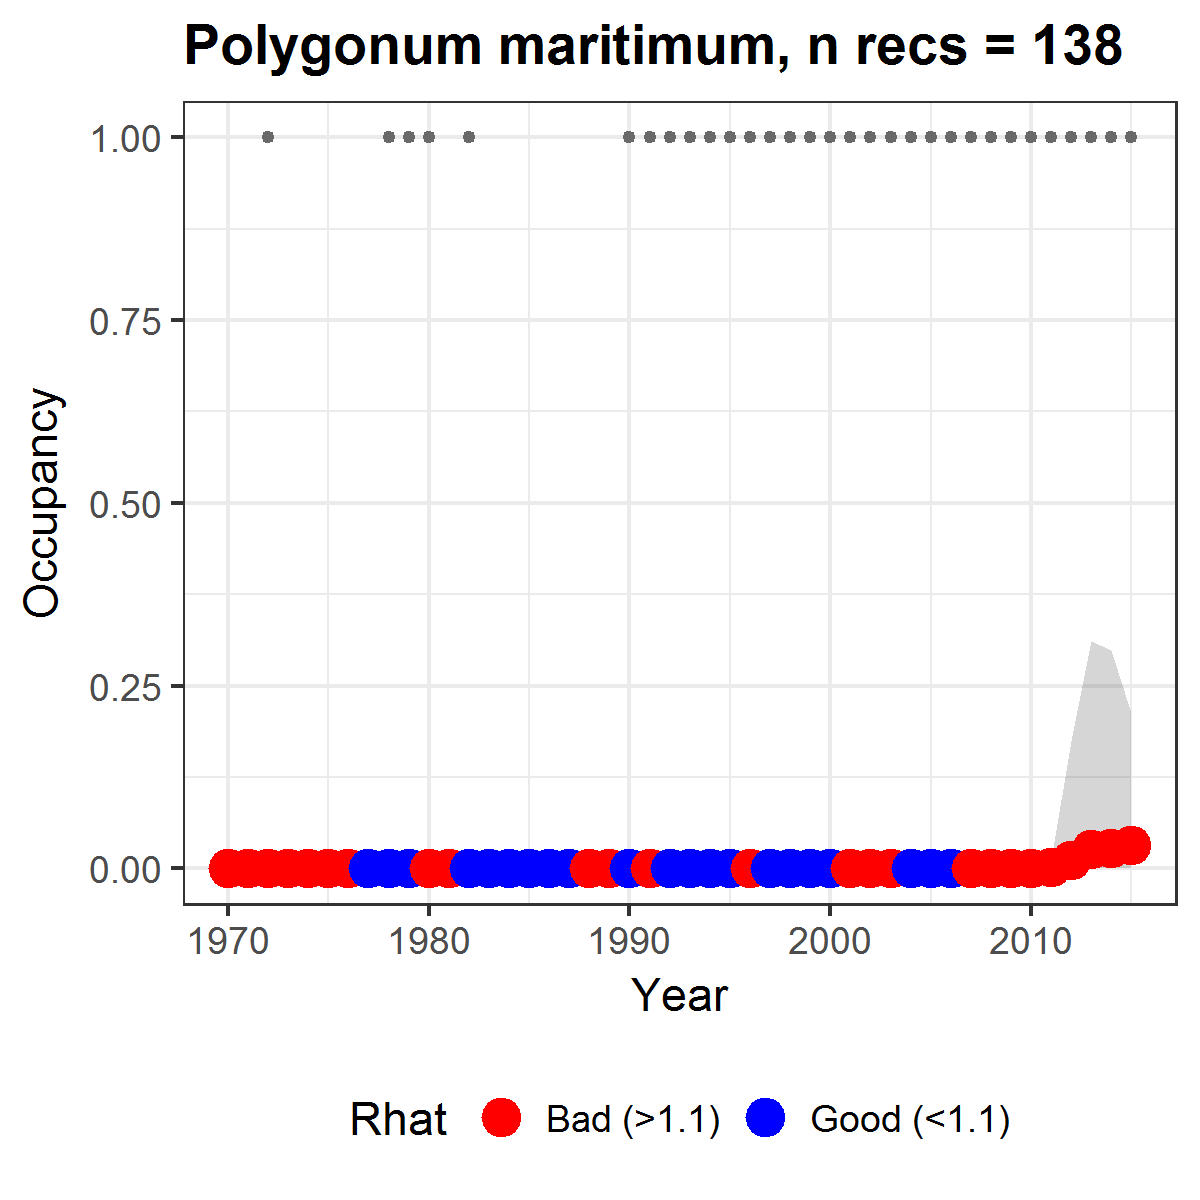 Polygonum maritimum, n recs = 138
1.00
0.75
0.50
0.25
0.00
Occupancy
1970 1980 1990 2000 2010
Year
Rhat Bad (>1.1) Good (<1.1)